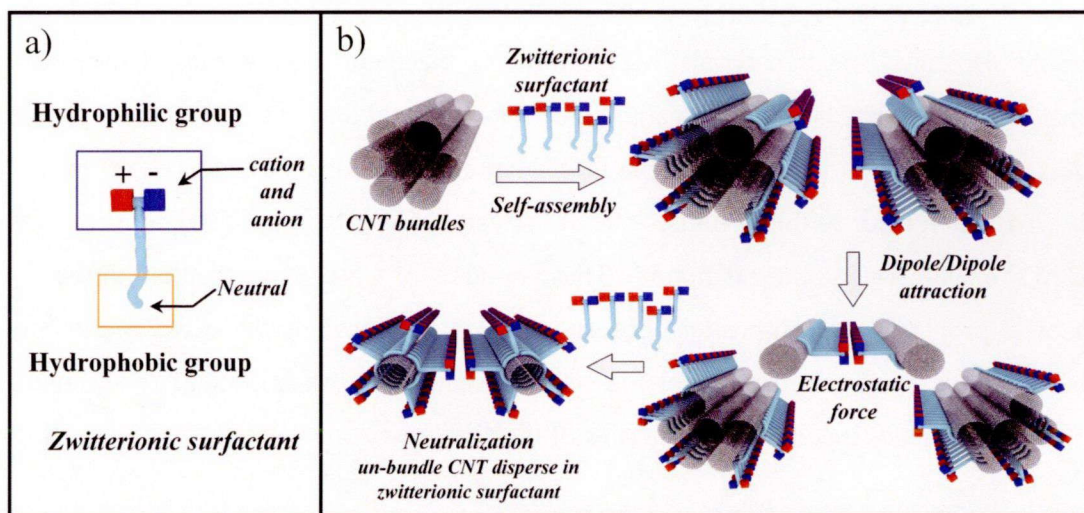 a)
Hydrophilic group
+ -
cation
and
anion
Neutral
Hydrophobic group
Zwitterionic surfactant
b)
Zwitterionic
surfactant
CNT bundles
Self-assembly
Dipole/Dipole
attraction
Electrostatic
force
Neutralization
un-bundle CNT disperse in
zwitterionic surfactant